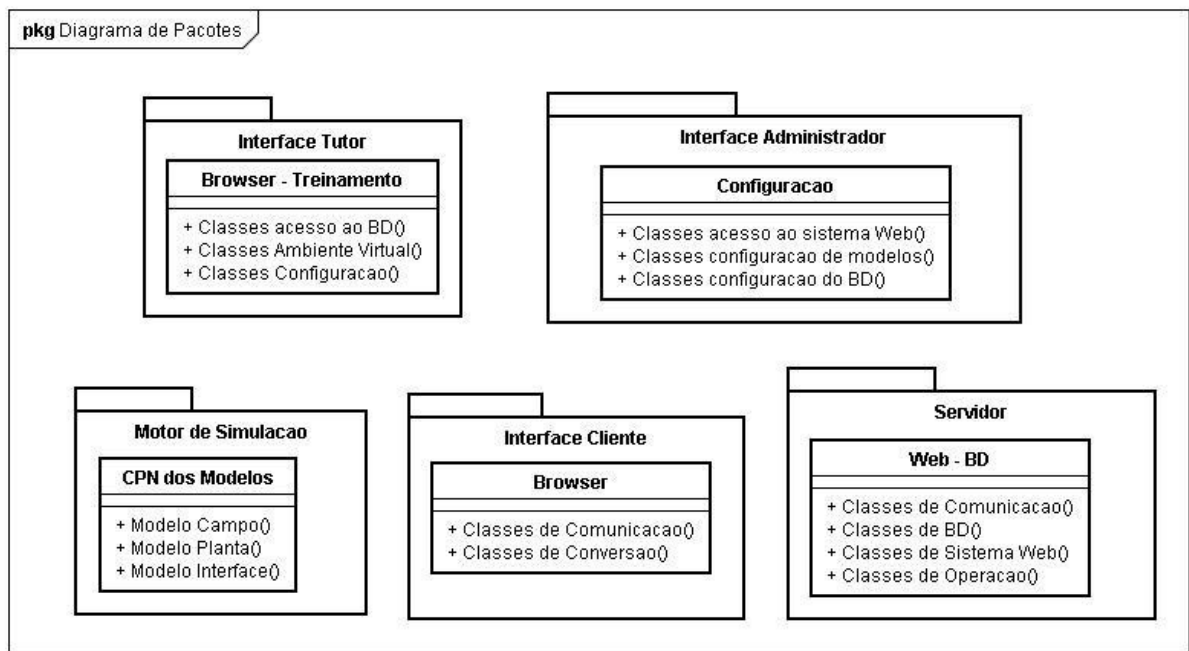 pkg Diagrama de Pacotes
Interface Tutor
Browser - Treinamento
+ Classes acesso ao BD()
+ Classes Ambiente Virtual()
+ Classes Configuracao()
Interface Administrador
Configuracao
+ Classes acesso ao sistema Web()
+ Classes configuracao de modelos()
+ Classes configuracao do BD()
Motor de Simulacao
CPN dos Modelos
+ Modelo Campo()
+ Modelo Planta()
+ Modelo Interface()
Interface Cliente
Browser
+ Classes de Comunicacao()
+ Classes de Conversao()
Servidor
Web - BD
+ Classes de Comunicacao()
+ Classes de BD()
+ Classes de Sistema Web()
+ Classes de Operacao()